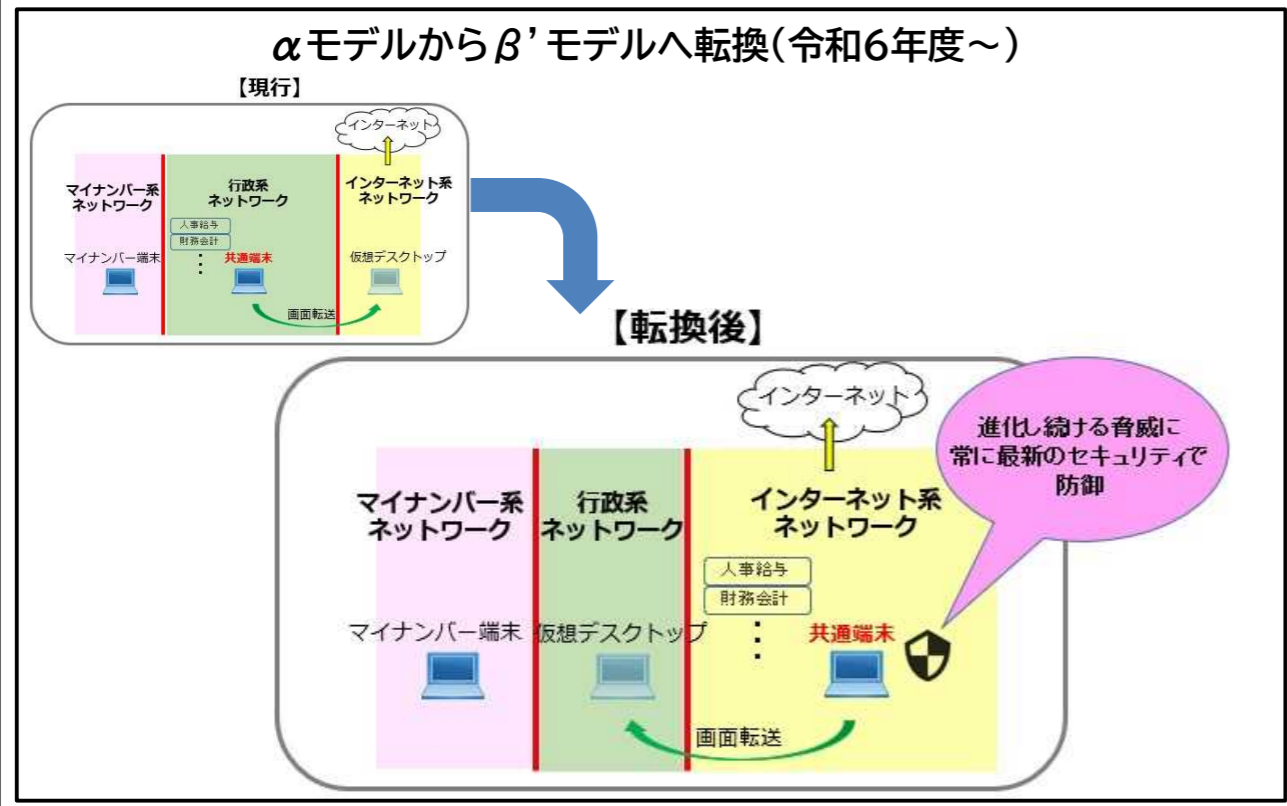 αモデルからβ’モデルへ転換(令和6年度~)
【現行】
インターネット
マイナンバー系
ネットワーク
行政系
ネットワーク
インターネット系
ネットワーク
人事給与
財務会計
マイナンバー端末
共通端末
仮想デスクトップ
画面転送
【転換後】
インターネット
進化し続ける脅威に
常に最新のセキュリティで
防御
マイナンバー系
ネットワーク
行政系
ネットワーク
インターネット系
ネットワーク
人事給与
財務会計
マイナンバー端末
仮想デスクトップ
共通端末
画面転送